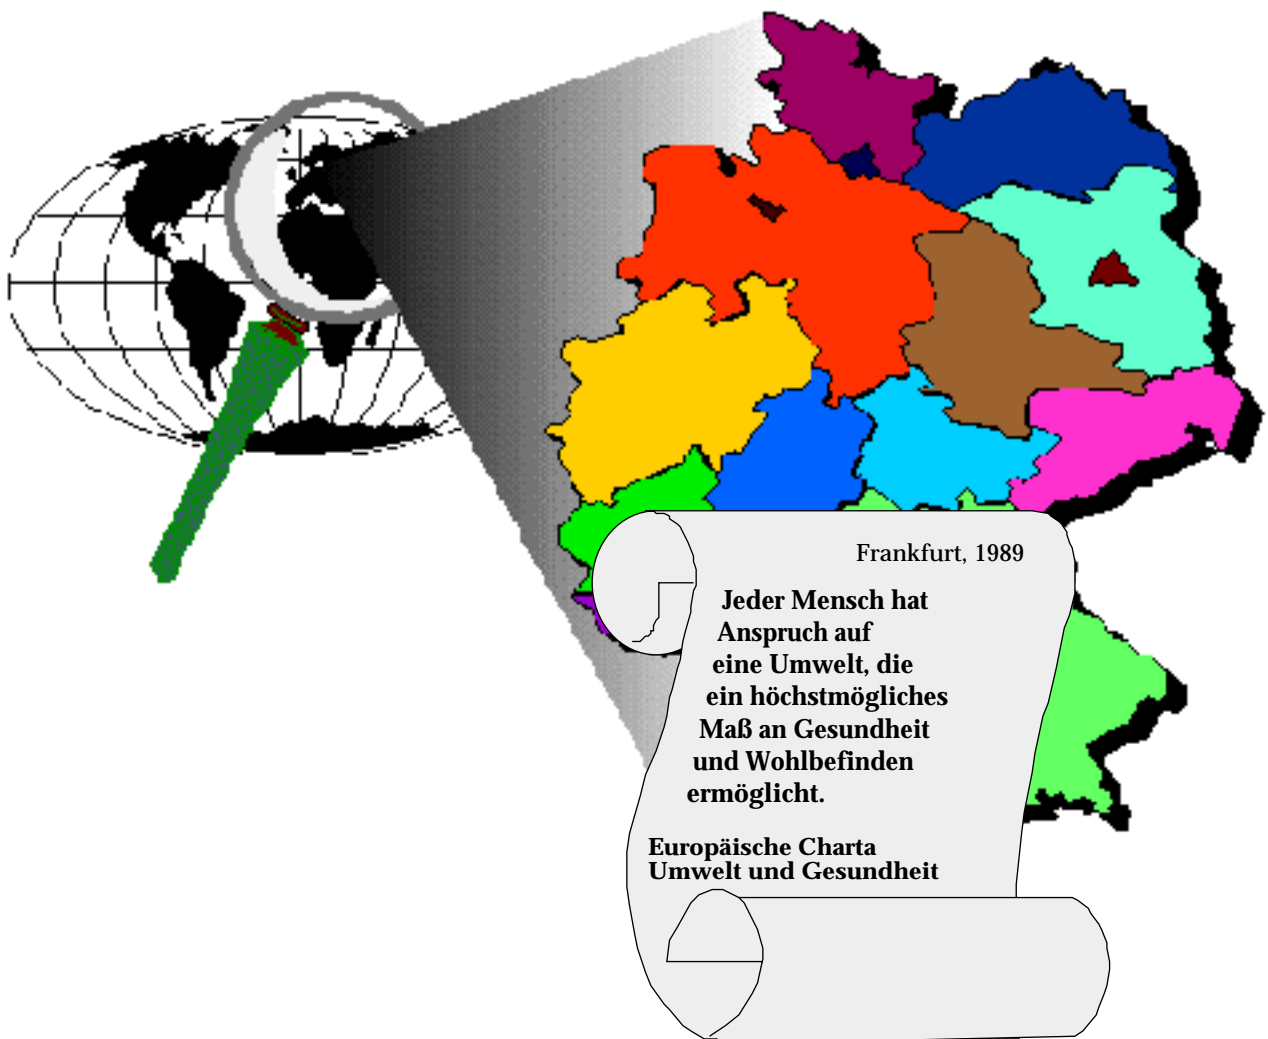 Frankfurt, 1989
Jeder Mensch hat
Anspruch auf
eine Umwelt, die
ein höchstmögliches
Maß an Gesundheit
und Wohlbefinden
ermöglicht.
Europäische Charta
Umwelt und Gesundheit